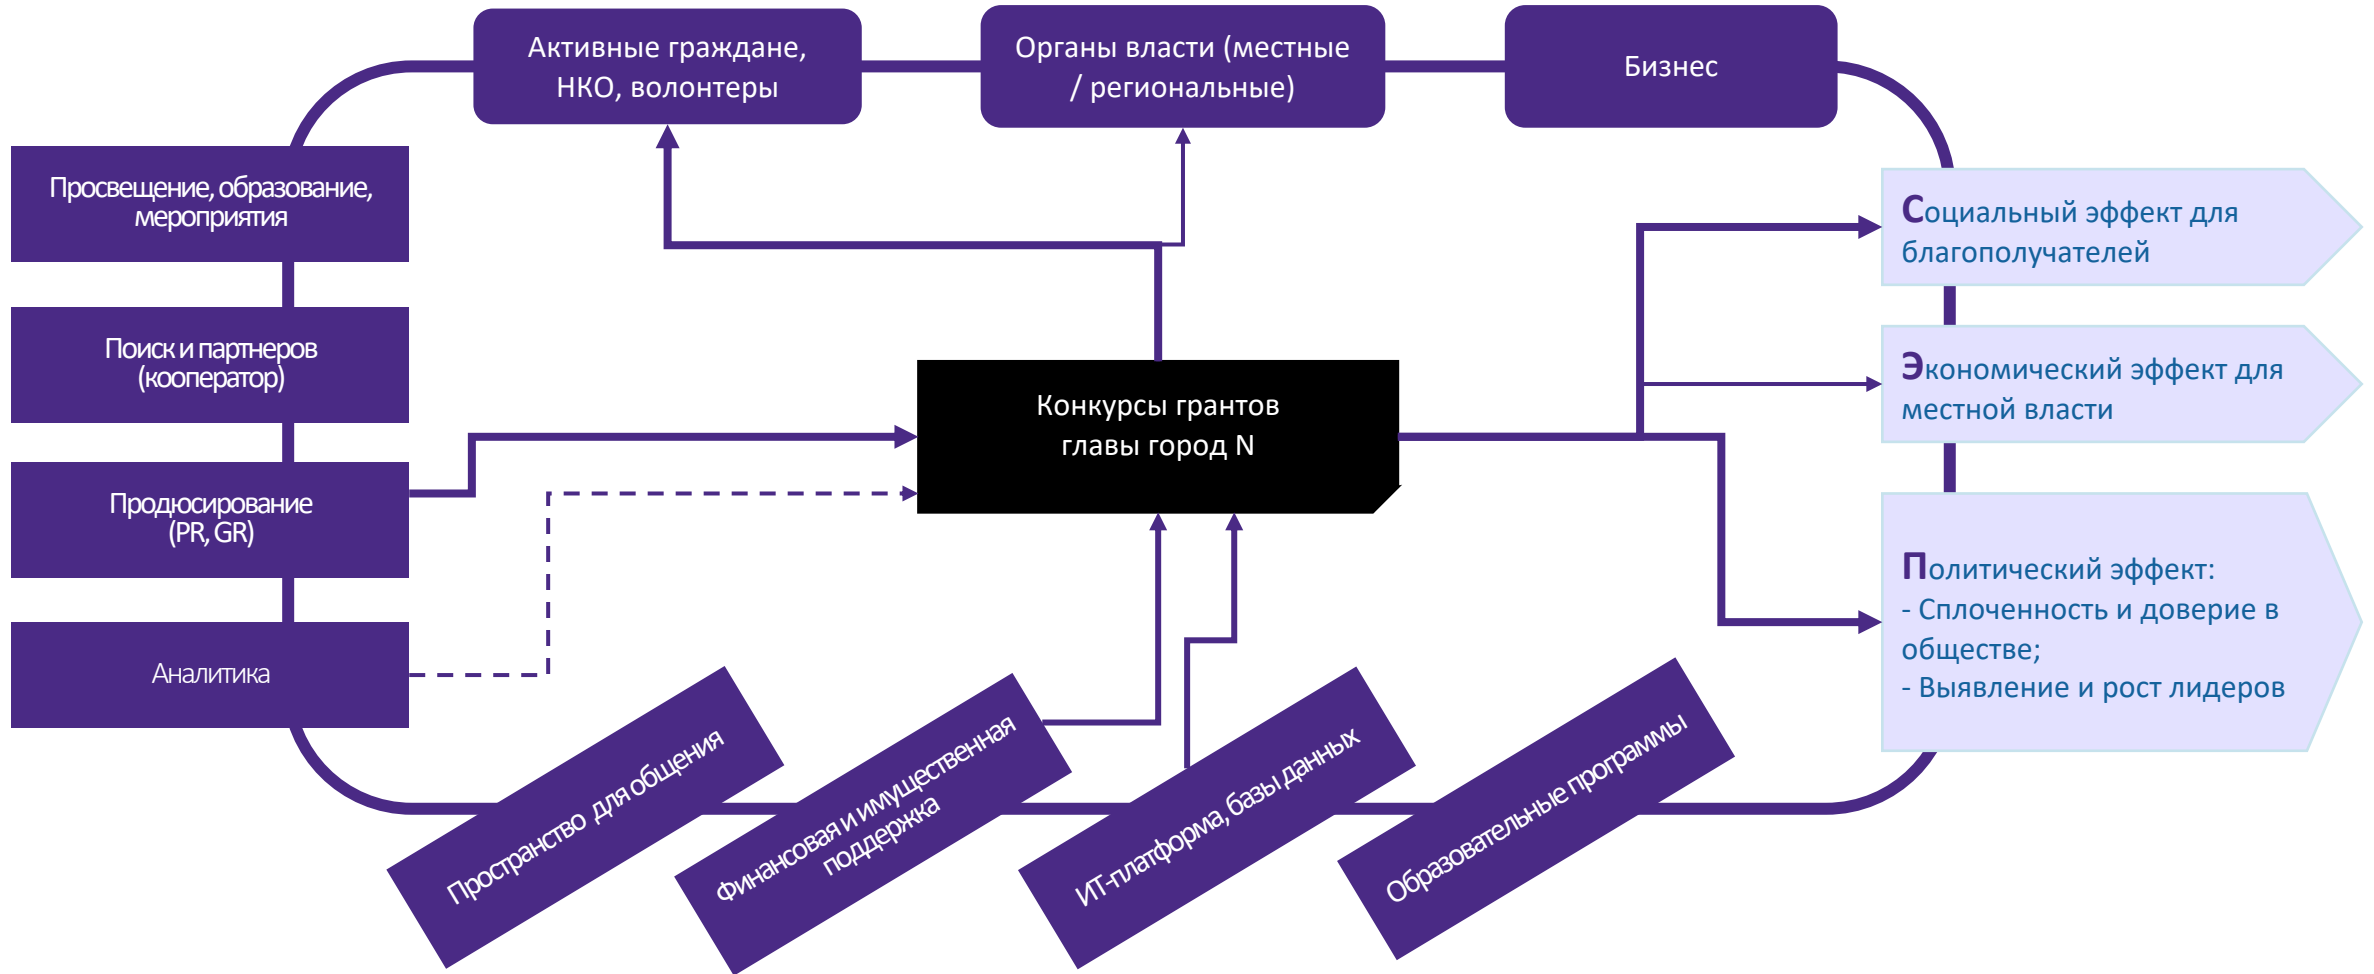 Активные граждане,
НКО, волонтеры
Органы власти (местные
/ региональные)
Бизнес
Просвещение, образование,
мероприятия
Поиск и партнеров
(кооператор)
Продюсирование
(PR, GR)
Аналитика
Конкурсы грантов
главы город N
Социальный эффект для
благополучателей
Экономический эффект для
местной власти
Политический эффект:
- Сплоченность и доверие в
обществе;
- Выявление и рост лидеров
Пространство для общения
Финансовая и имущественная
поддержка
ИТ-платформа, базы данных
Образовательные программы